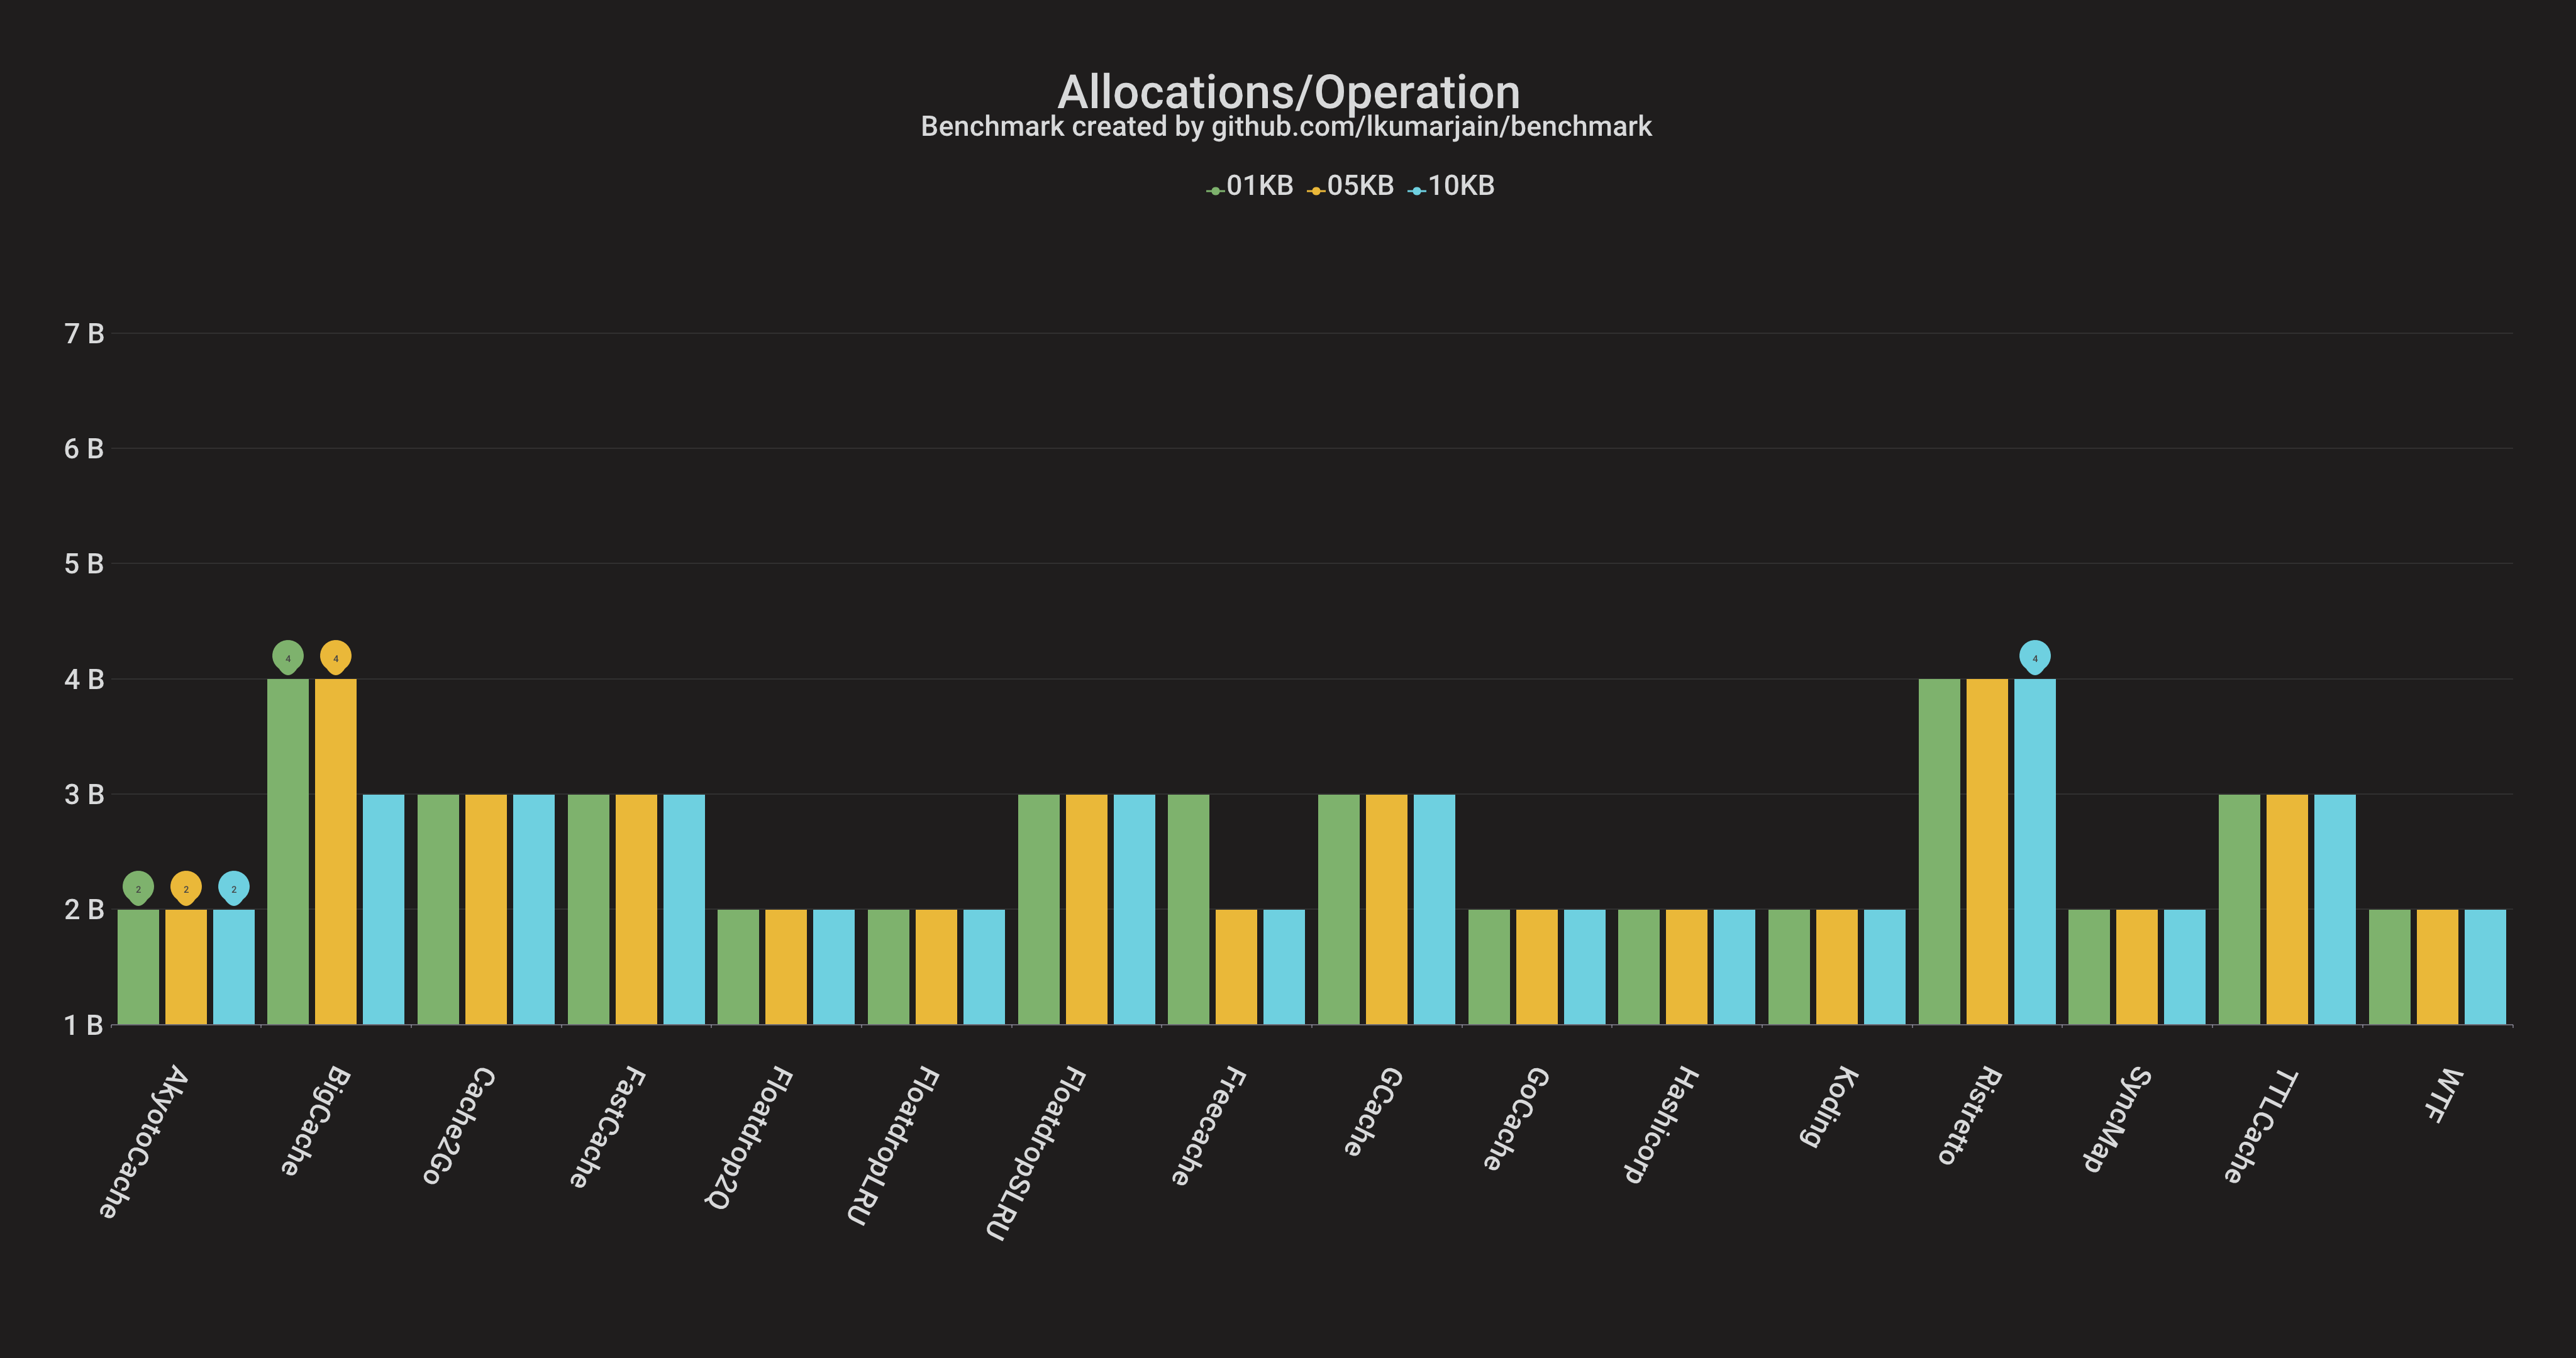 Allocations/Operation
Benchmark created by github.com/lkumarjain/benchmark
01KB 05KB 10KB
7 B
6 B
5 B
4 B
3 B
2 B
1 B
4 4 4
2 2 2
AkyotoCache
BigCache
Cache2Go
FastCache
Floatdrop2Q
FloatdropLRU
FloatdropSLRU
Freecache
GCache
GoCache
Hashicorp
Koding
Ristretto
SyncMap
TTLCache
WTF